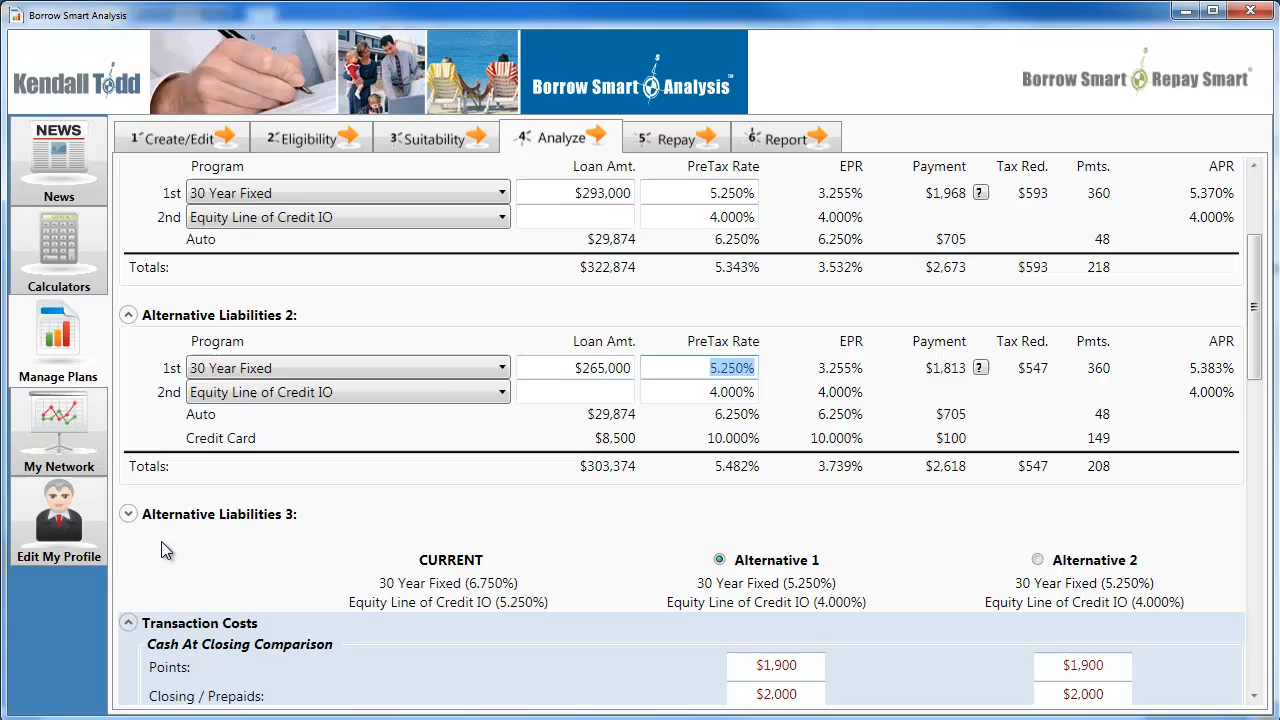 Borrow Smart Analysis
Kendall Todd
Borrow Smart Analysis™
Borrow Smart Repay Smart®
NEWS
News
Calculators
Manage Plans
My Network
Edit My Profile
1 Create/Edit 2 Eligibility 3 Suitability 4 Analyze 5 Repay 6 Report
Program Loan Amt. PreTax Rate EPR Payment Tax Red. Pmts. APR
1st 30 Year Fixed $293,000 5.250% 3.255% $1,968 ? $593 360 5.370%
2nd Equity Line of Credit IO 4.000% 4.000% 4.000%
Auto $29,874 6.250% 6.250% $705 48
Totals: $322,874 5.343% 3.532% $2,673 $593 218
Alternative Liabilities 2:
Program Loan Amt. PreTax Rate EPR Payment Tax Red. Pmts. APR
1st 30 Year Fixed $265,000 5.250% 3.255% $1,813 ? $547 360 5.383%
2nd Equity Line of Credit IO 4.000% 4.000% 4.000%
Auto $29,874 6.250% 6.250% $705 48
Credit Card $8,500 10.000% 10.000% $100 149
Totals: $303,374 5.482% 3.739% $2,618 $547 208
Alternative Liabilities 3:
CURRENT Alternative 1 Alternative 2
30 Year Fixed (6.750%) 30 Year Fixed (5.250%) 30 Year Fixed (5.250%)
Equity Line of Credit IO (5.250%) Equity Line of Credit IO (4.000%) Equity Line of Credit IO (4.000%)
Transaction Costs
Cash At Closing Comparison
Points: $1,900 $1,900
Closing / Prepaids: $2,000 $2,000